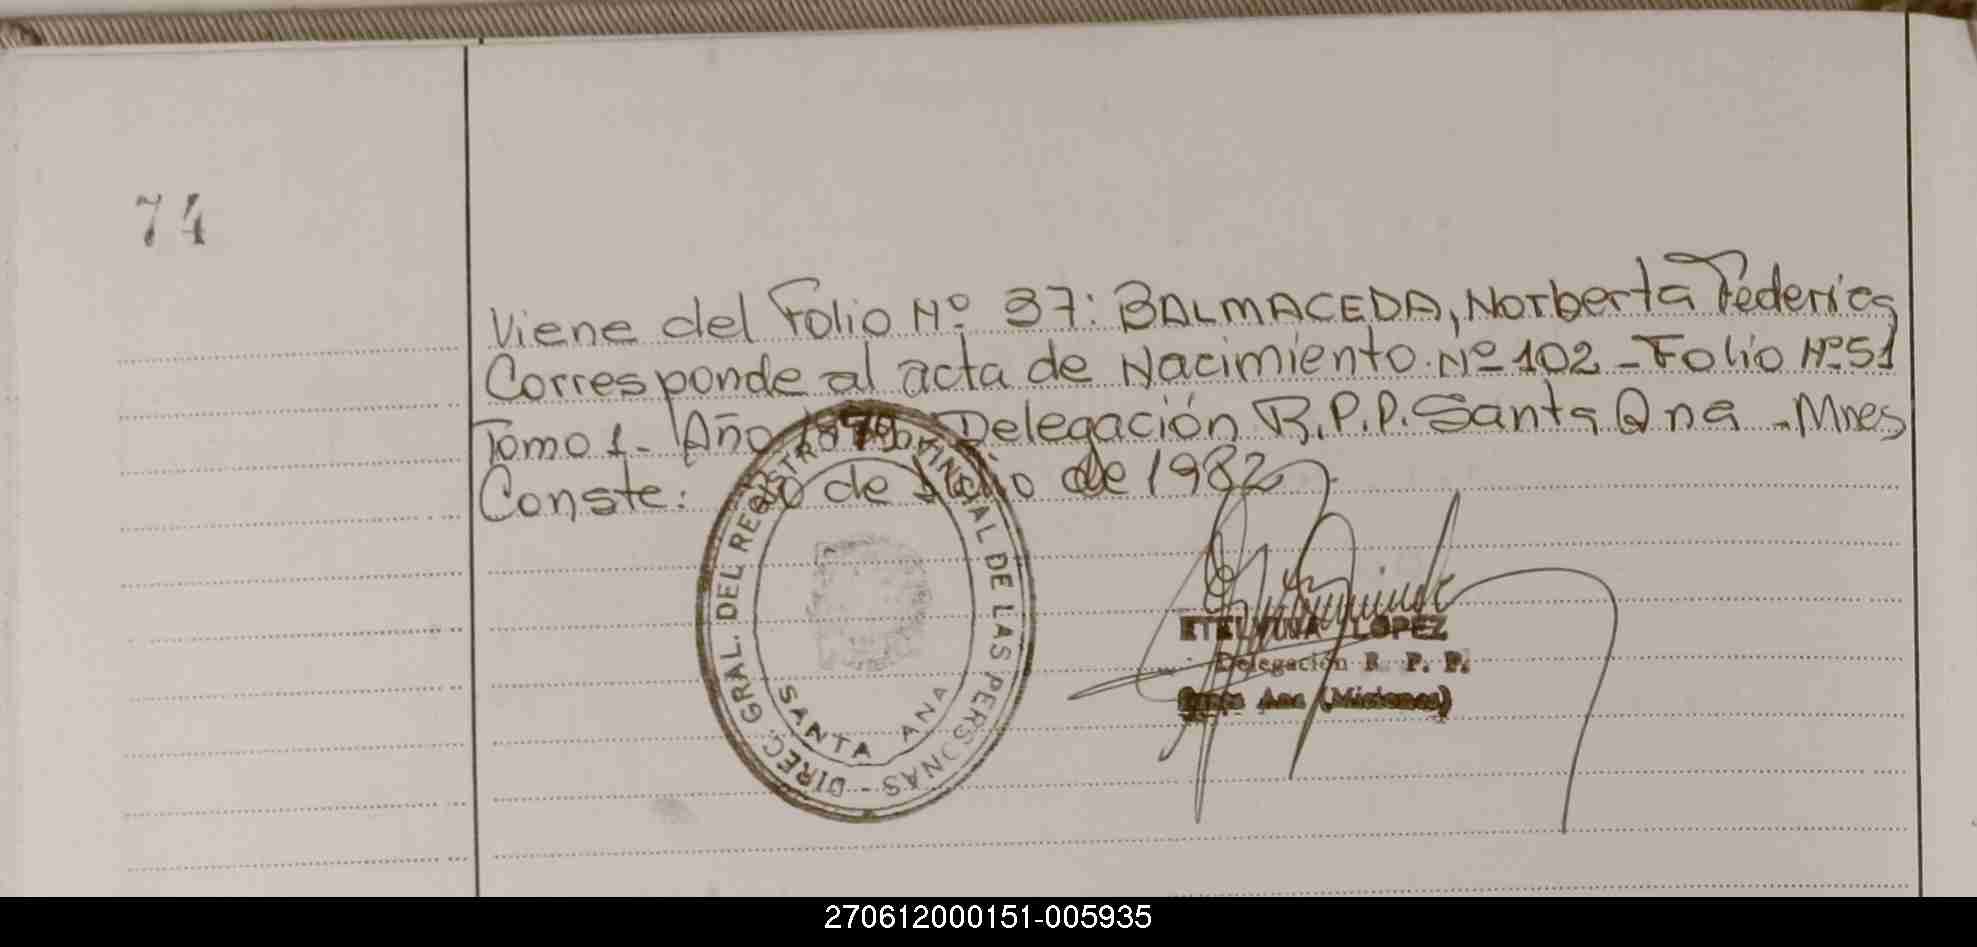 74
Viene del Folio Nº 37: BALMACEDA, Norberta Federica
Corresponde al acta de Nacimiento Nº 102 - Folio Nº 51
Tomo 1 - Año Delegación R.P.P. Santa Ana - Mnes
Conste: de de 1982
DIREC. GRAL. DEL REGISTRO PROVINCIAL DE LAS PERSONAS -
SANTA ANA
ETELVINA LOPEZ
Delegación R. P. P.
Santa Ana (Misiones)
270612000151-005935